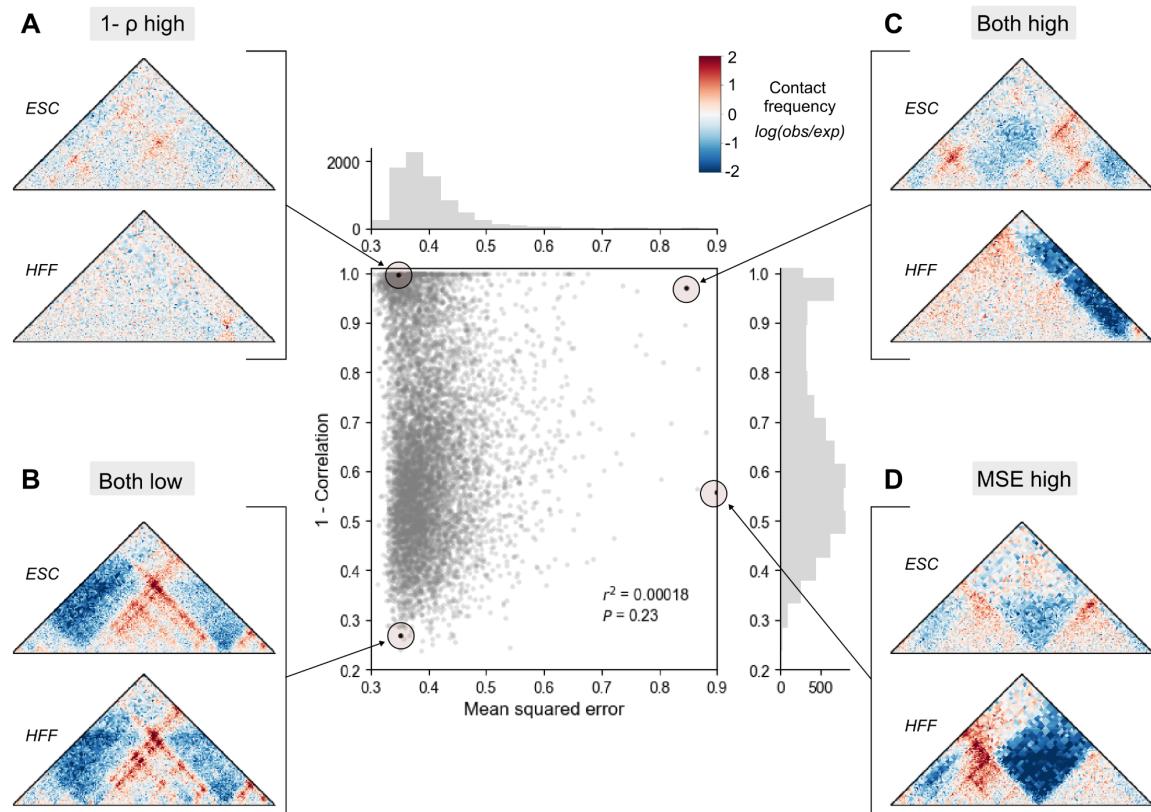 A
1- ρ high
ESC
HFF
2
1
0
-1
-2
Contact
frequency
log(obs/exp)
C
Both high
ESC
HFF
2000
0
0.3 0.4 0.5 0.6 0.7 0.8 0.9
1.0
0.9
0.8
0.7
0.6
0.5
0.4
0.3
0.2
1 - Correlation
0.3 0.4 0.5 0.6 0.7 0.8 0.9
Mean squared error
r² = 0.00018
P = 0.23
1.0
0.9
0.8
0.7
0.6
0.5
0.4
0.3
0.2
0 500
B
Both low
ESC
HFF
D
MSE high
ESC
HFF